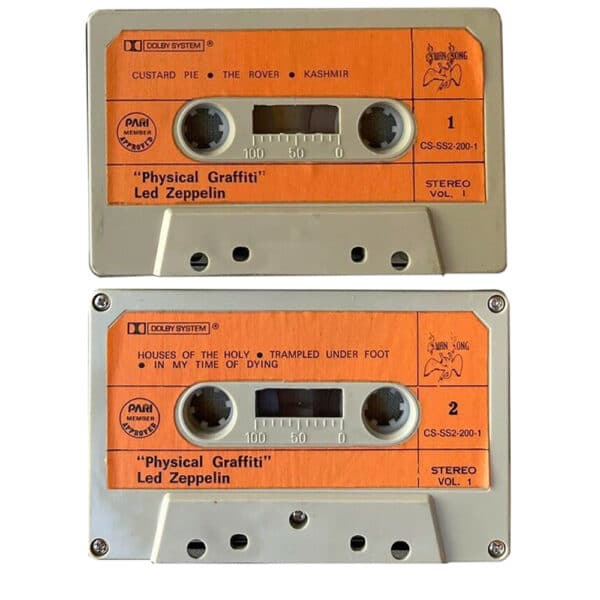 DOLBY SYSTEM ®
CUSTARD PIE ● THE ROVER ● KASHMIR
SWAN SONG
PARI
MEMBER
APPROVED
100 50 0
1
CS-SS2-200-1
"Physical Graffiti"
Led Zeppelin
STEREO
VOL. 1
DOLBY SYSTEM ®
HOUSES OF THE HOLY ● TRAMPLED UNDER FOOT
● IN MY TIME OF DYING
SWAN SONG
PARI
MEMBER
APPROVED
100 50 0
2
CS-SS2-200-1
"Physical Graffiti"
Led Zeppelin
STEREO
VOL. 1